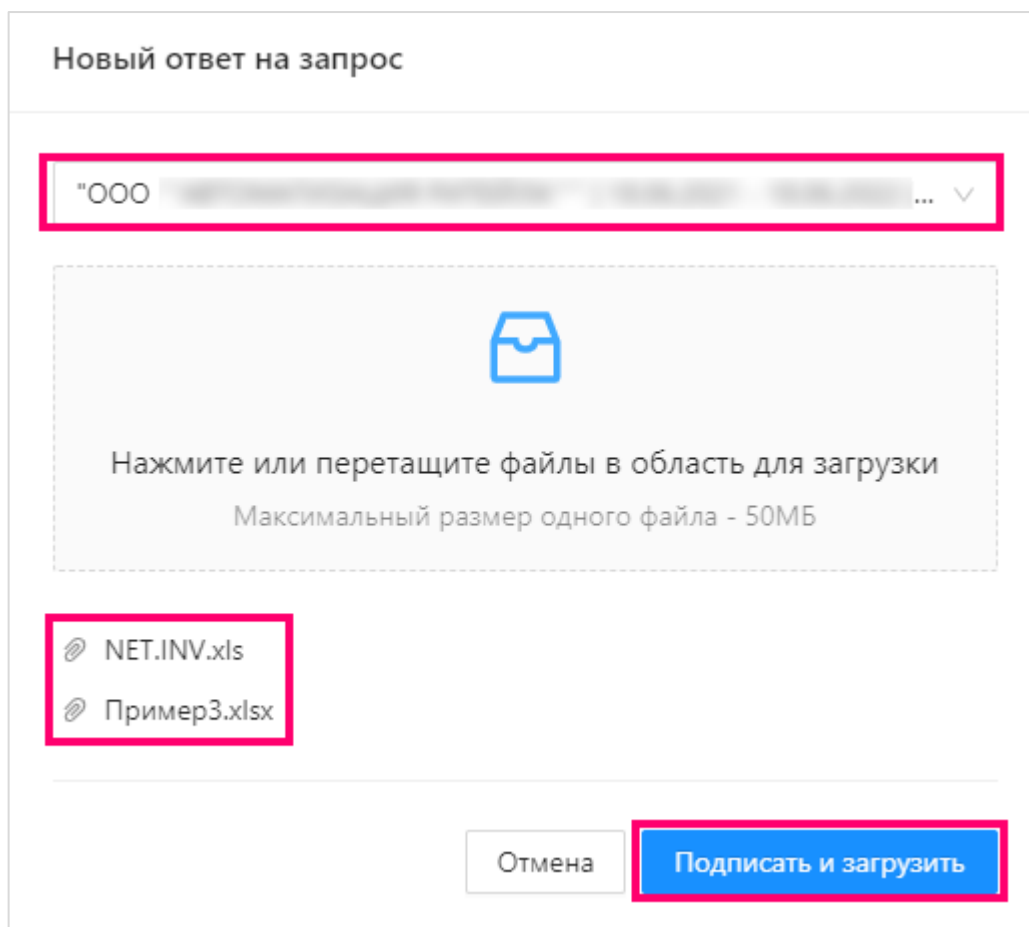 Новый ответ на запрос
"ООО ...
Нажмите или перетащите файлы в область для загрузки
Максимальный размер одного файла - 50МБ
NET.INV.xls
Пример3.xlsx
Отмена
Подписать и загрузить